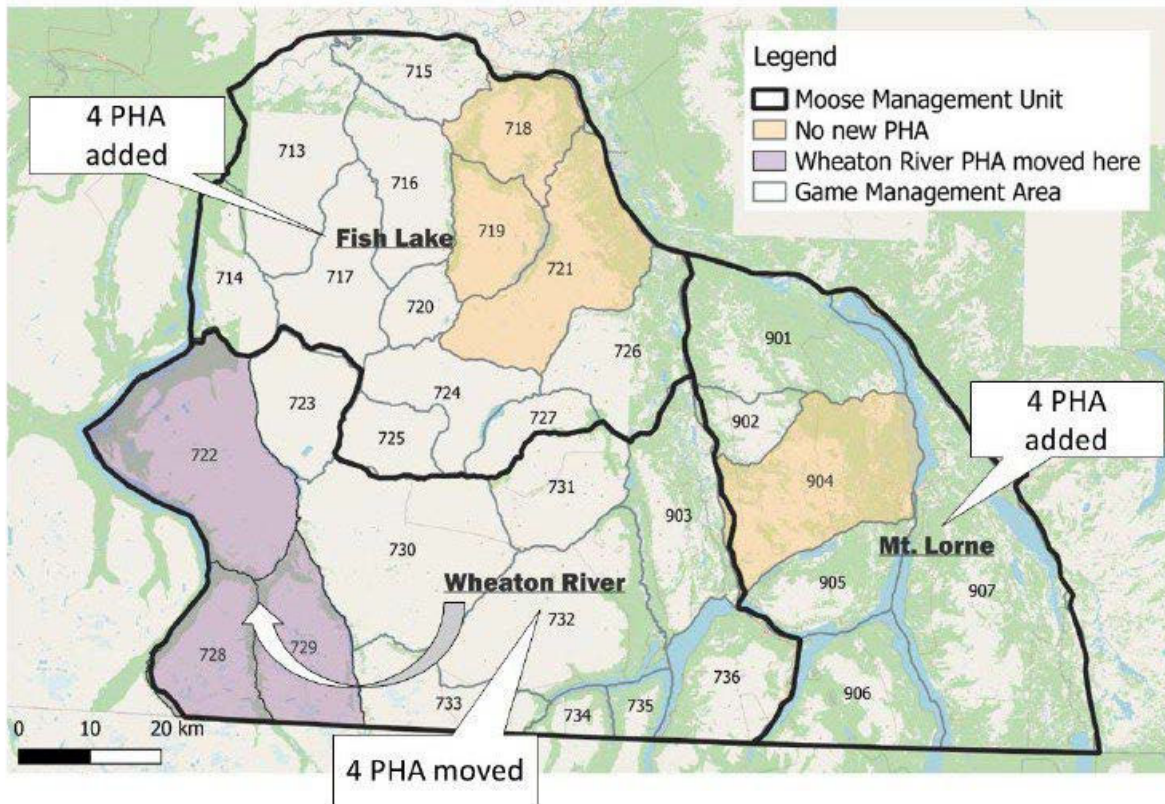 Legend
Moose Management Unit
No new PHA
Wheaton River PHA moved here
Game Management Area
4 PHA
added
715
718
713
716
719
Fish Lake
721
714
717
720
726
901
723
724
902
4 PHA
added
727
725
722
904
731
903
730
Mt. Lorne
905
907
Wheaton River
732
729
728
736
906
733
735
734
0 10 20 km
4 PHA moved